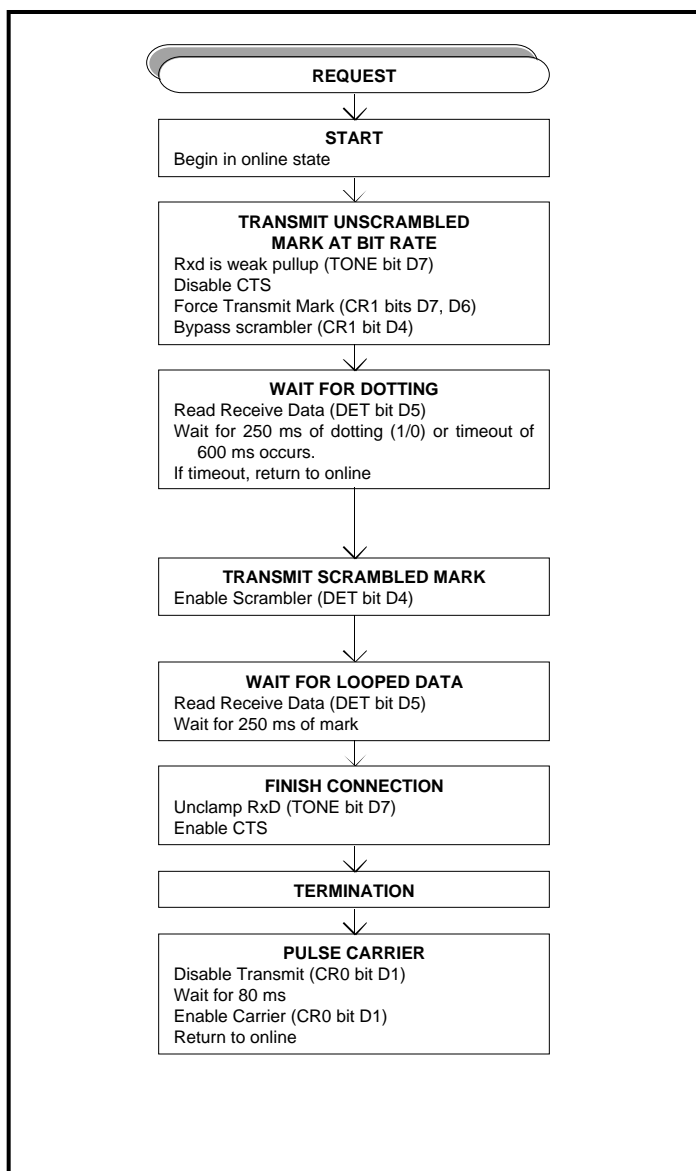 REQUEST
START
Begin in online state
TRANSMIT UNSCRAMBLED
MARK AT BIT RATE
Rxd is weak pullup (TONE bit D7)
Disable CTS
Force Transmit Mark (CR1 bits D7, D6)
Bypass scrambler (CR1 bit D4)
WAIT FOR DOTTING
Read Receive Data (DET bit D5)
Wait for 250 ms of dotting (1/0) or timeout of
600 ms occurs.
If timeout, return to online
TRANSMIT SCRAMBLED MARK
Enable Scrambler (DET bit D4)
WAIT FOR LOOPED DATA
Read Receive Data (DET bit D5)
Wait for 250 ms of mark
FINISH CONNECTION
Unclamp RxD (TONE bit D7)
Enable CTS
TERMINATION
PULSE CARRIER
Disable Transmit (CR0 bit D1)
Wait for 80 ms
Enable Carrier (CR0 bit D1)
Return to online